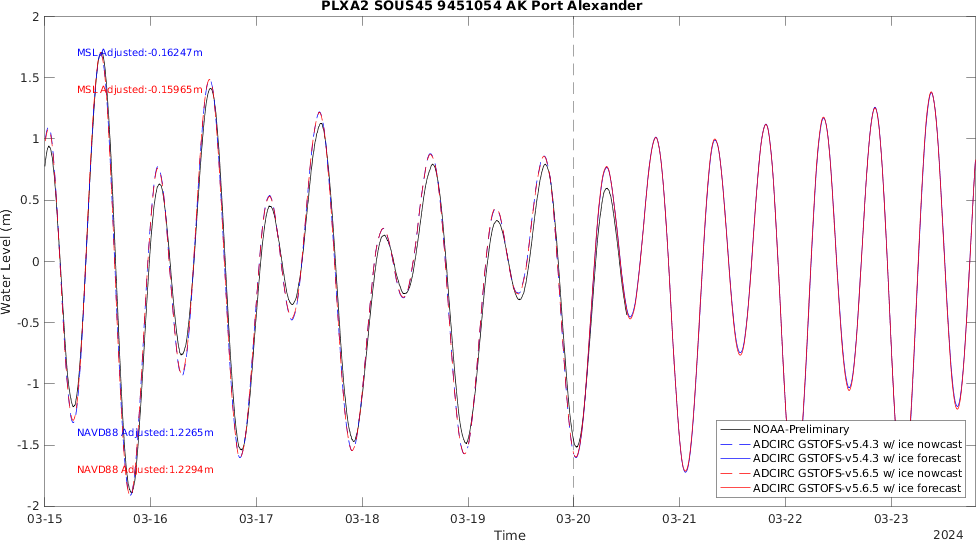 PLXA2 SOUS45 9451054 AK Port Alexander
2
1.5
1
0.5
0
-0.5
-1
-1.5
-2
Water Level (m)
MSL Adjusted:-0.16247m
MSL Adjusted:-0.15965m
NAVD88 Adjusted:1.2265m
NAVD88 Adjusted:1.2294m
NOAA-Preliminary
ADCIRC GSTOFS-v5.4.3 w/ ice nowcast
ADCIRC GSTOFS-v5.4.3 w/ ice forecast
ADCIRC GSTOFS-v5.6.5 w/ ice nowcast
ADCIRC GSTOFS-v5.6.5 w/ ice forecast
03-15 03-16 03-17 03-18 03-19 03-20 03-21 03-22 03-23
Time
2024